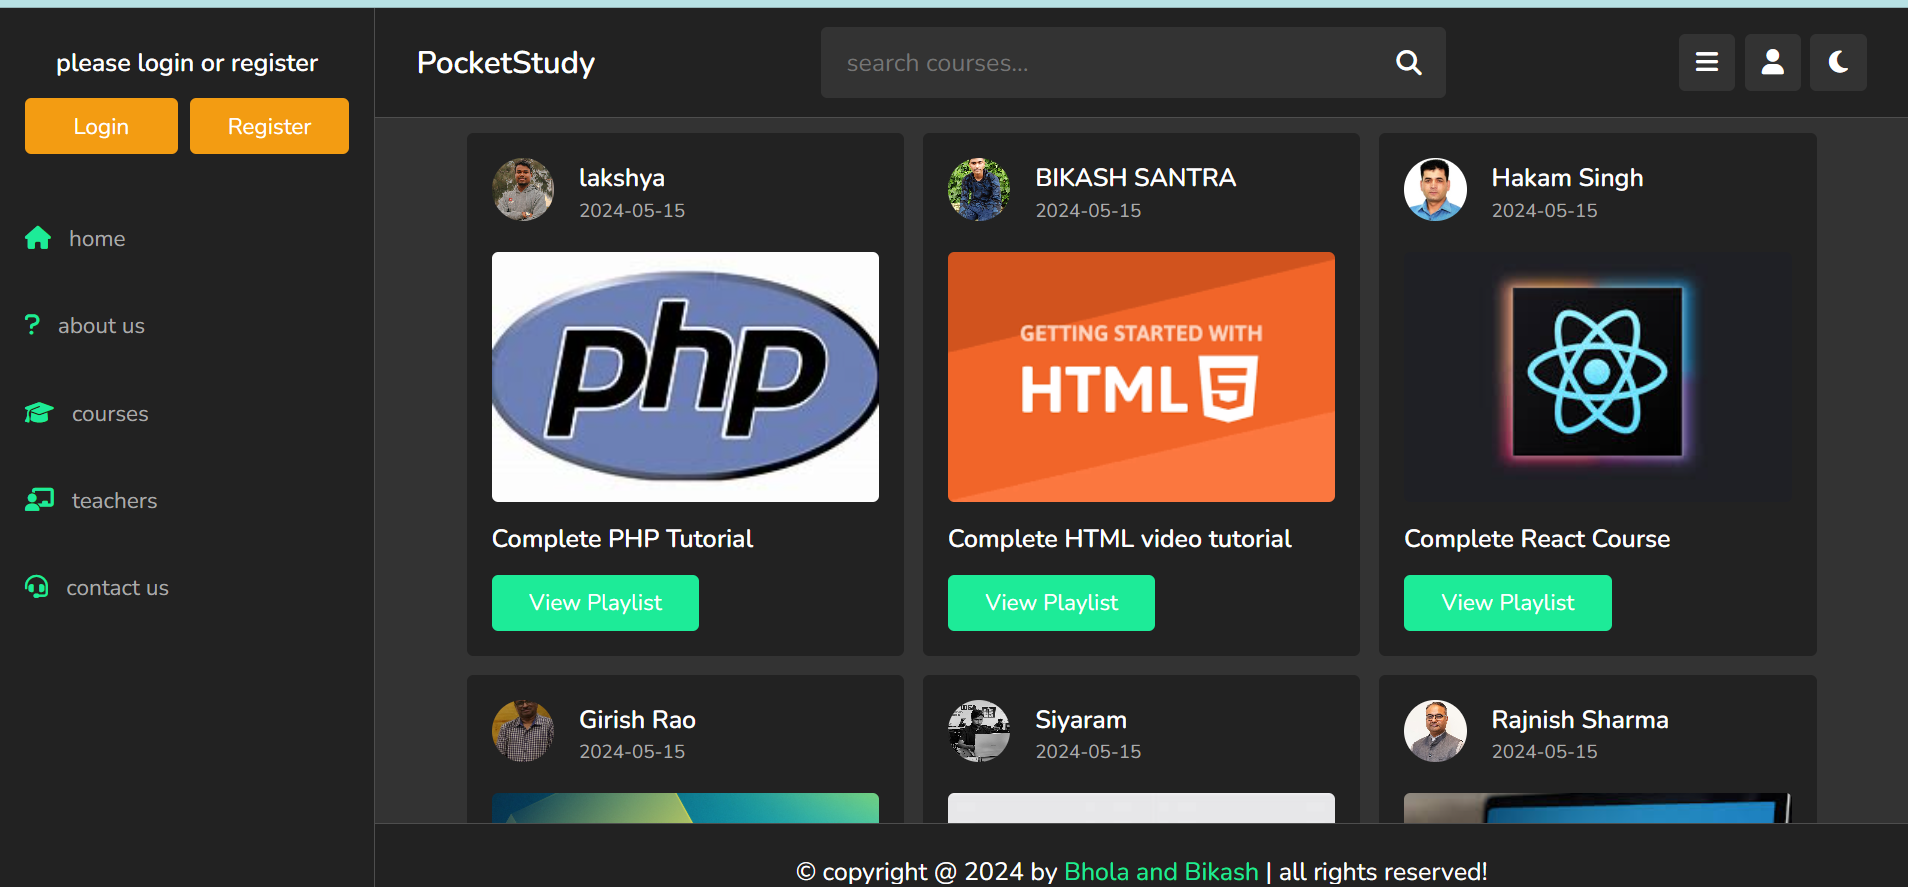 please login or register
Login
Register
home
about us
courses
teachers
contact us
PocketStudy
search courses...
lakshya
2024-05-15
php
Complete PHP Tutorial
View Playlist
BIKASH SANTRA
2024-05-15
GETTING STARTED WITH
HTML 5
Complete HTML video tutorial
View Playlist
Hakam Singh
2024-05-15
Complete React Course
View Playlist
Girish Rao
2024-05-15
Siyaram
2024-05-15
Rajnish Sharma
2024-05-15
© copyright @ 2024 by Bhola and Bikash | all rights reserved!